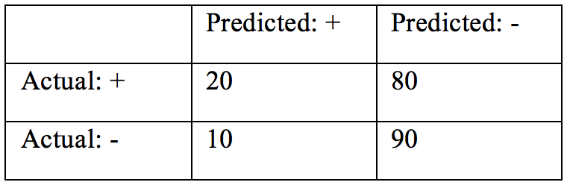 Predicted: + Predicted: -
Actual: + 20 80
Actual: - 10 90